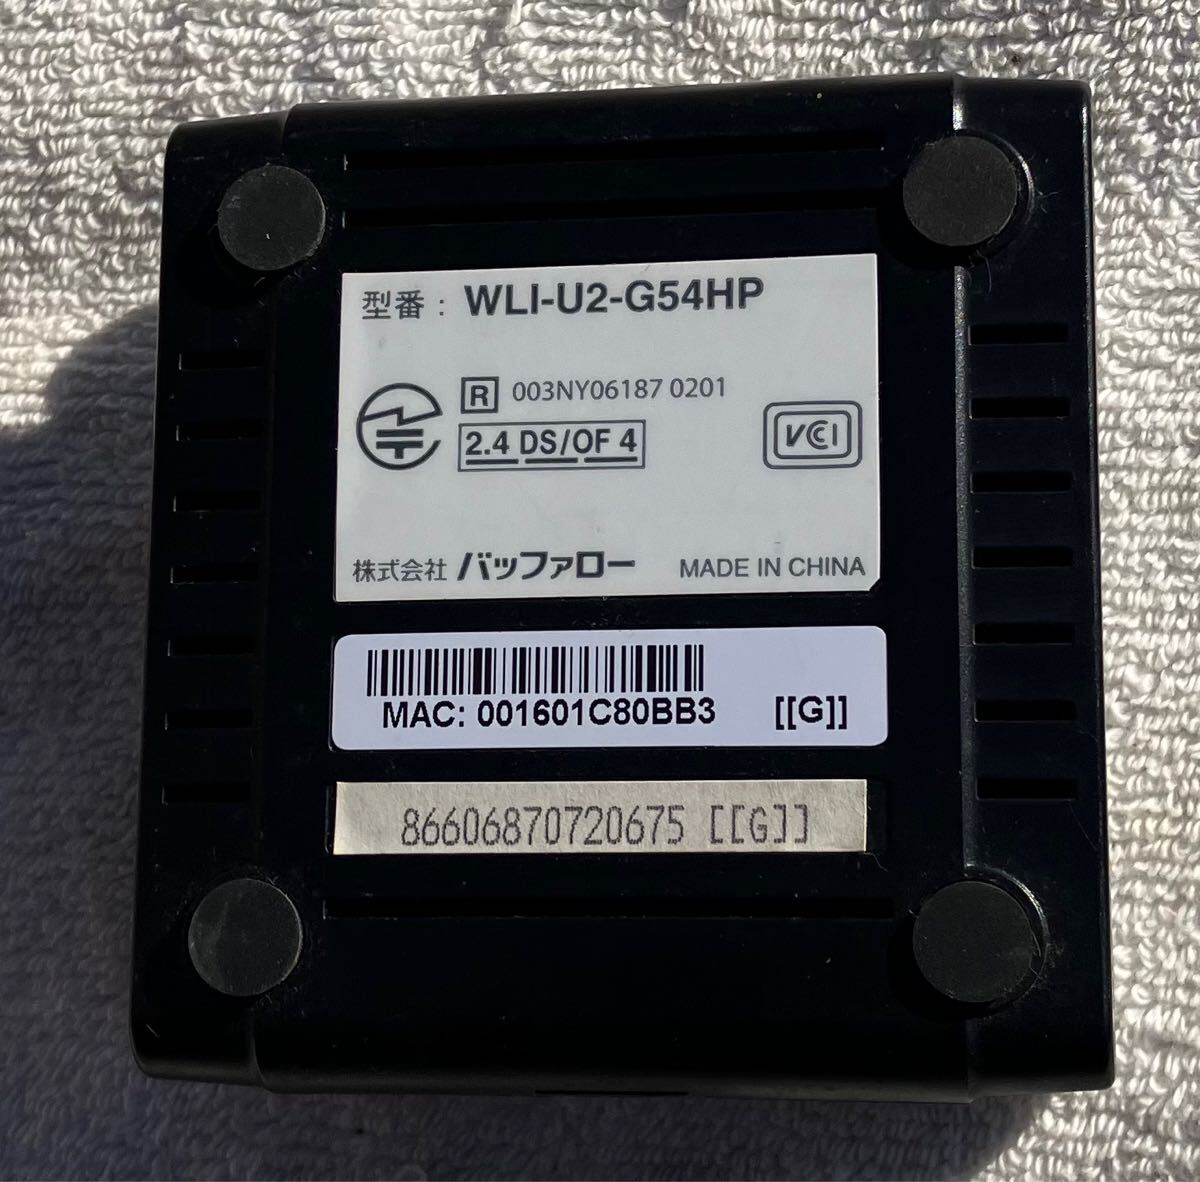 型番： WLI-U2-G54HP
R 003NY06187 0201
2.4 DS/OF 4
VCI
株式会社 バッファロー MADE IN CHINA
MAC: 001601C80BB3 [[G]]
86606870720675 [[G]]